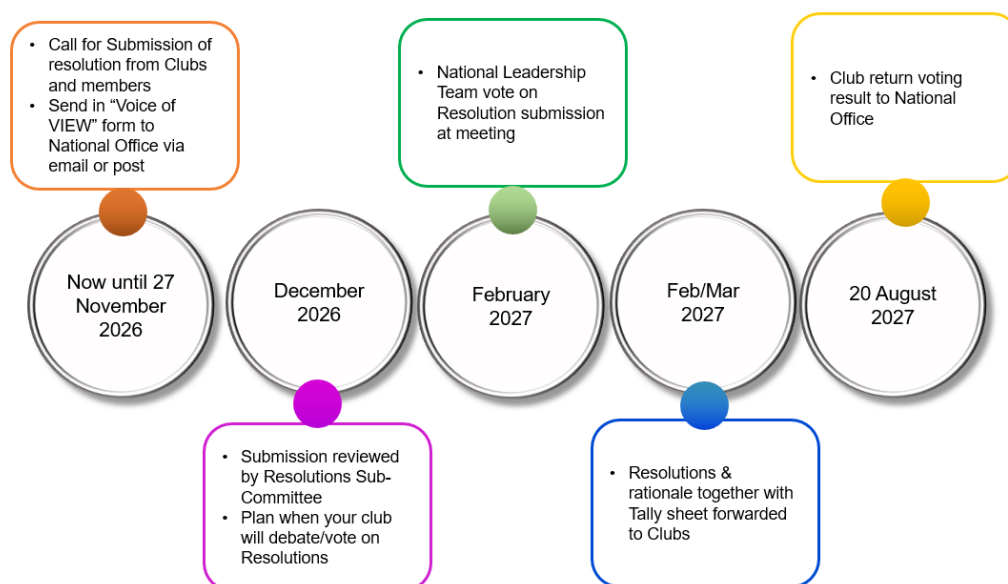 • Call for Submission of
resolution from Clubs
and members
• Send in “Voice of
VIEW” form to
National Office via
email or post
• National Leadership
Team vote on
Resolution submission
at meeting
• Club return voting
result to National
Office
Now until 27
November
2026
December
2026
February
2027
Feb/Mar
2027
20 August
2027
• Submission reviewed
by Resolutions Sub-
Committee
• Plan when your club
will debate/vote on
Resolutions
• Resolutions &
rationale together with
Tally sheet forwarded
to Clubs